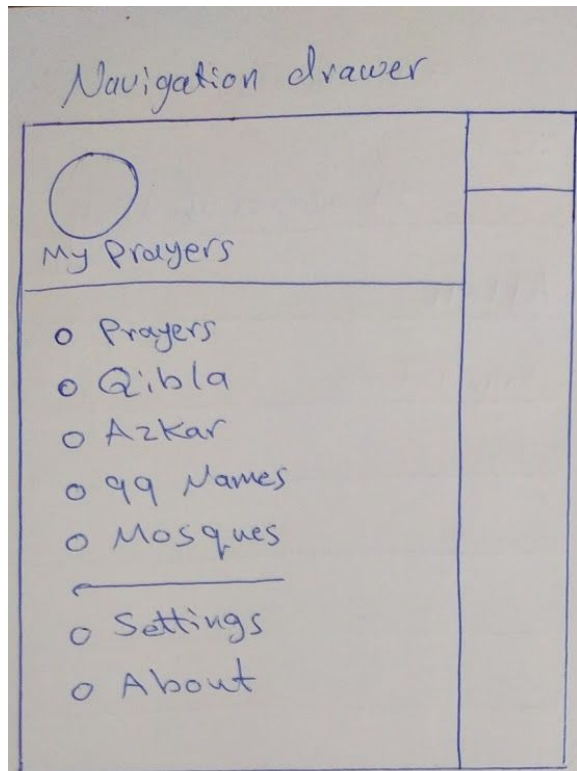 Navigation drawer
My Prayers
Prayers
Qibla
Azkar
99 Names
Mosques
Settings
About